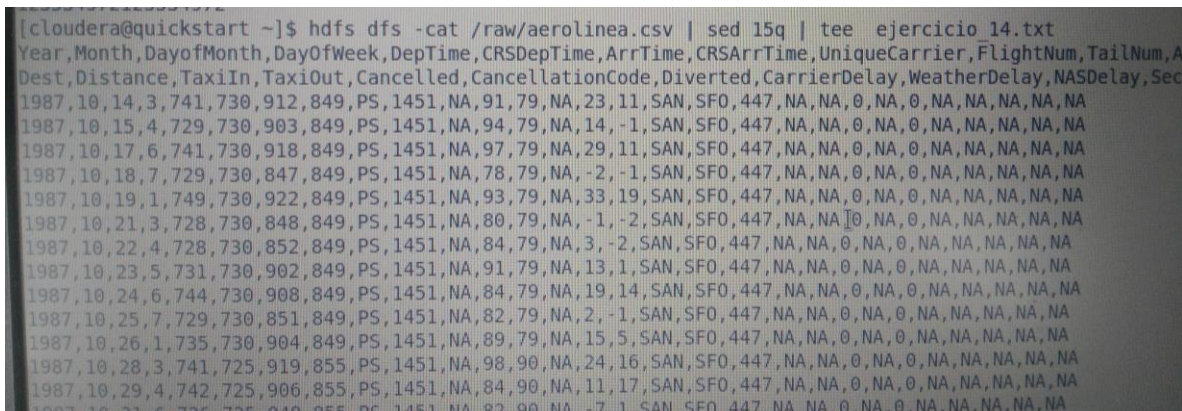 [cloudera@quickstart ~]$ hdfs dfs -cat /raw/aerolinea.csv | sed 15q | tee  ejercicio_14.txt
Year,Month,DayofMonth,DayOfWeek,DepTime,CRSDepTime,ArrTime,CRSArrTime,UniqueCarrier,FlightNum,TailNum,A
Dest,Distance,TaxiIn,TaxiOut,Cancelled,CancellationCode,Diverted,CarrierDelay,WeatherDelay,NASDelay,Sec
1987,10,14,3,741,730,912,849,PS,1451,NA,91,79,NA,23,11,SAN,SFO,447,NA,NA,0,NA,0,NA,NA,NA,NA,NA
1987,10,15,4,729,730,903,849,PS,1451,NA,94,79,NA,14,-1,SAN,SFO,447,NA,NA,0,NA,0,NA,NA,NA,NA,NA
1987,10,17,6,741,730,918,849,PS,1451,NA,97,79,NA,29,11,SAN,SFO,447,NA,NA,0,NA,0,NA,NA,NA,NA,NA
1987,10,18,7,729,730,847,849,PS,1451,NA,78,79,NA,-2,-1,SAN,SFO,447,NA,NA,0,NA,0,NA,NA,NA,NA,NA
1987,10,19,1,749,730,922,849,PS,1451,NA,93,79,NA,33,19,SAN,SFO,447,NA,NA,0,NA,0,NA,NA,NA,NA,NA
1987,10,21,3,728,730,848,849,PS,1451,NA,80,79,NA,-1,-2,SAN,SFO,447,NA,NA,0,NA,0,NA,NA,NA,NA,NA
1987,10,22,4,728,730,852,849,PS,1451,NA,84,79,NA,3,-2,SAN,SFO,447,NA,NA,0,NA,0,NA,NA,NA,NA,NA
1987,10,23,5,731,730,902,849,PS,1451,NA,91,79,NA,13,1,SAN,SFO,447,NA,NA,0,NA,0,NA,NA,NA,NA,NA
1987,10,24,6,744,730,908,849,PS,1451,NA,84,79,NA,19,14,SAN,SFO,447,NA,NA,0,NA,0,NA,NA,NA,NA,NA
1987,10,25,7,729,730,851,849,PS,1451,NA,82,79,NA,2,-1,SAN,SFO,447,NA,NA,0,NA,0,NA,NA,NA,NA,NA
1987,10,26,1,735,730,904,849,PS,1451,NA,89,79,NA,15,5,SAN,SFO,447,NA,NA,0,NA,0,NA,NA,NA,NA,NA
1987,10,28,3,741,725,919,855,PS,1451,NA,98,90,NA,24,16,SAN,SFO,447,NA,NA,0,NA,0,NA,NA,NA,NA,NA
1987,10,29,4,742,725,906,855,PS,1451,NA,84,90,NA,11,17,SAN,SFO,447,NA,NA,0,NA,0,NA,NA,NA,NA,NA